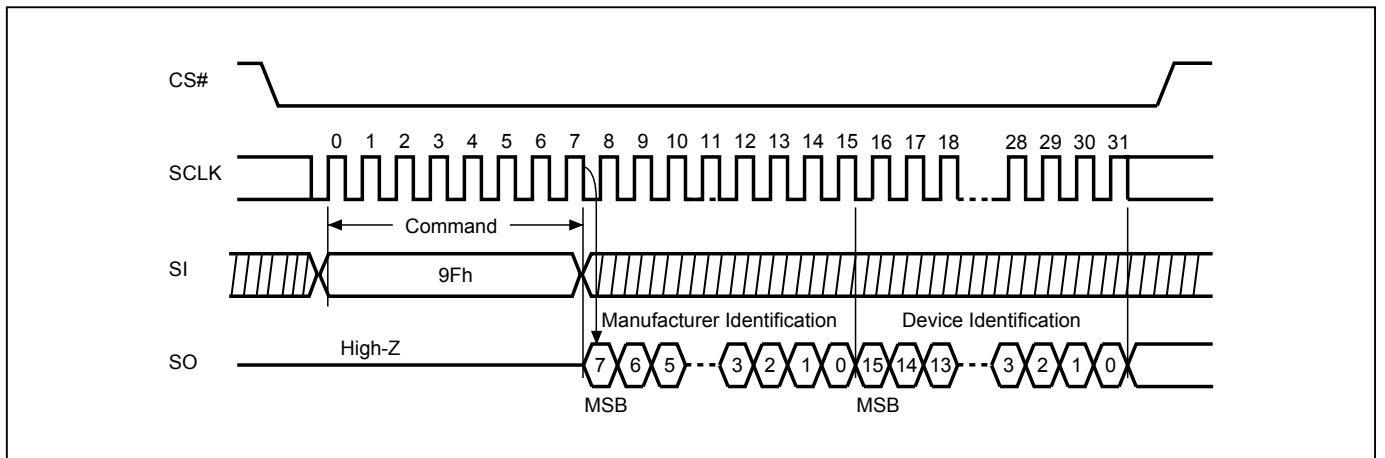 CS#
0 1 2 3 4 5 6 7 8 9 10 11 12 13 14 15 16 17 18 28 29 30 31
SCLK
Command
SI
9Fh
Manufacturer Identification Device Identification
High-Z
SO
7 6 5 3 2 1 0 15 14 13 3 2 1 0
MSB MSB